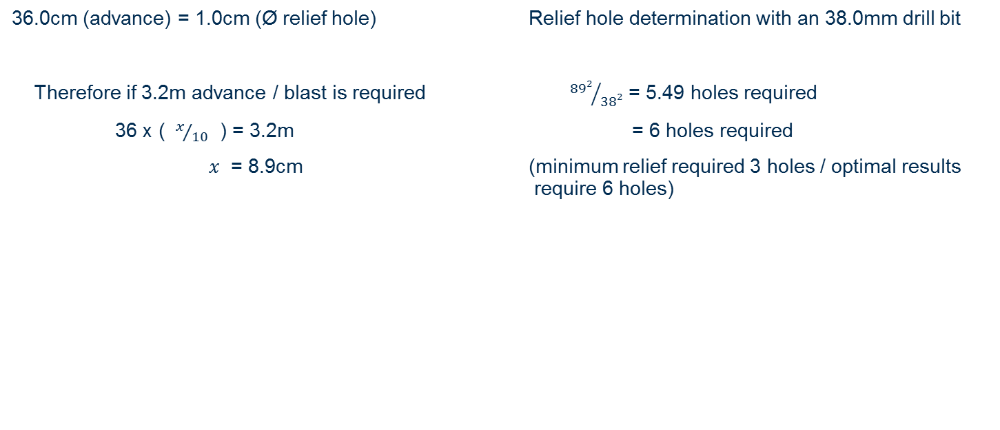 36.0cm (advance) = 1.0cm (Ø relief hole)
Therefore if 3.2m advance / blast is required
36 x ( 𝑥/10 ) = 3.2m
𝑥 = 8.9cm
Relief hole determination with an 38.0mm drill bit
89²/38² = 5.49 holes required
= 6 holes required
(minimum relief required 3 holes / optimal results
require 6 holes)